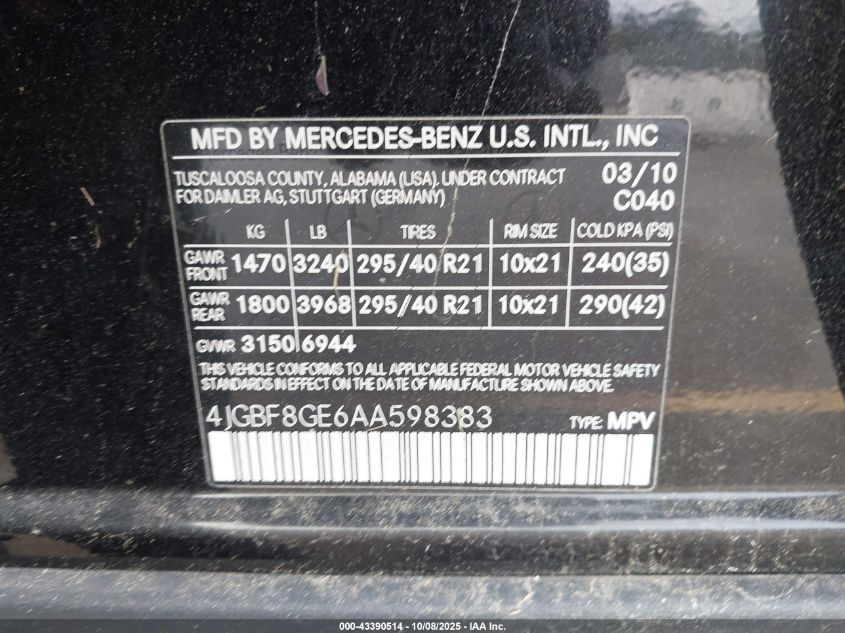 MFD BY MERCEDES-BENZ U.S. INTL., INC
TUSCALOOSA COUNTY, ALABAMA (USA). UNDER CONTRACT 03/10
FOR DAIMLER AG, STUTTGART (GERMANY) C040
KG LB TIRES RIM SIZE COLD KPA (PSI)
GAWR FRONT 1470 3240 295/40 R21 10x21 240(35)
GAWR REAR 1800 3968 295/40 R21 10x21 290(42)
GVWR 3150 6944
THIS VEHICLE CONFORMS TO ALL APPLICABLE FEDERAL MOTOR VEHICLE SAFETY
STANDARDS IN EFFECT ON THE DATE OF MANUFACTURE SHOWN ABOVE.
4JGBF8GE6AA598383 TYPE: MPV
000-43390514 - 10/08/2025 - IAA Inc.